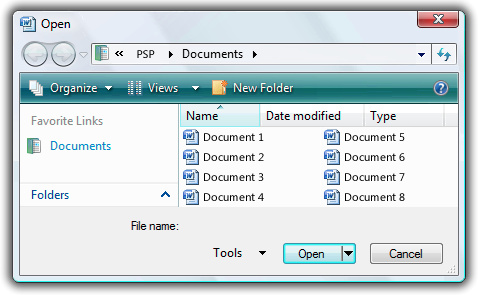 Open
PSP Documents
Organize Views New Folder
Favorite Links
Documents
Folders
Name Date modified Type
Document 1 Document 5
Document 2 Document 6
Document 3 Document 7
Document 4 Document 8
File name:
Tools Open Cancel